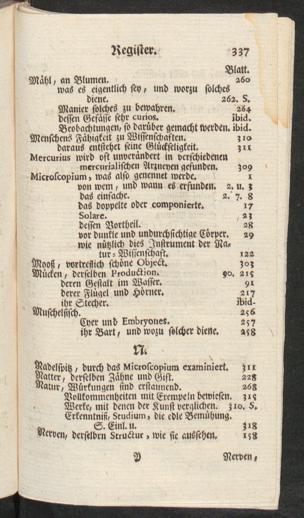 Register. 337
Blatt.
Mähl, an Blumen. 260
was es eigentlich sey, und worzu solches
diene. 262. S.
Manier solches zu bewahren. 264
dessen Gefässe sehr curios. ibid.
Beobachtungen, so darüber gemacht werden. ibid.
Menschens Fähigkeit zu Wissenschaften. 310
daraus entstehet seine Glückseligkeit. 311
Mercurius wird oft unverändert in verschiedenen
mercurialischen Arzneyen gefunden. 309
Microscopium, was also genennet werde. 1
von wem, und wann es erfunden. 2. u. 3
das einfache. 2. 7. 8
das doppelte oder componierte. 17
Solare. 23
dessen Vortheil. 28
vor dunkle und undurchsichtige Cörper. 29
wie nützlich dies Instrument der Na-
tur-Wissenschaft. 122
Mooß, vortreflich schöne Object. 303
Mücken, derselben Production. 90. 215
deren Gestalt im Wasser. 91
derer Flügel und Hörner. 217
ihr Stecher. ibid.
Muschelfisch. 256
Eyer und Embryones. 257
ihr Bart, und wozu solcher diene. 258
N.
Nadelspitz, durch das Microscopium examiniert. 311
Natter, derselben Zähne und Gift. 228
Natur, Würkungen sind erstaunend. 268
Vollkommenheiten mit Exempeln bewiesen. 315
Werke, mit denen der Kunst verglichen. 310. S.
Erkenntniß, Studium, die edle Bemühung.
S. Einl. u. 318
Nerven, derselben Structur, wie sie aussehen. 158
Y Nerven,